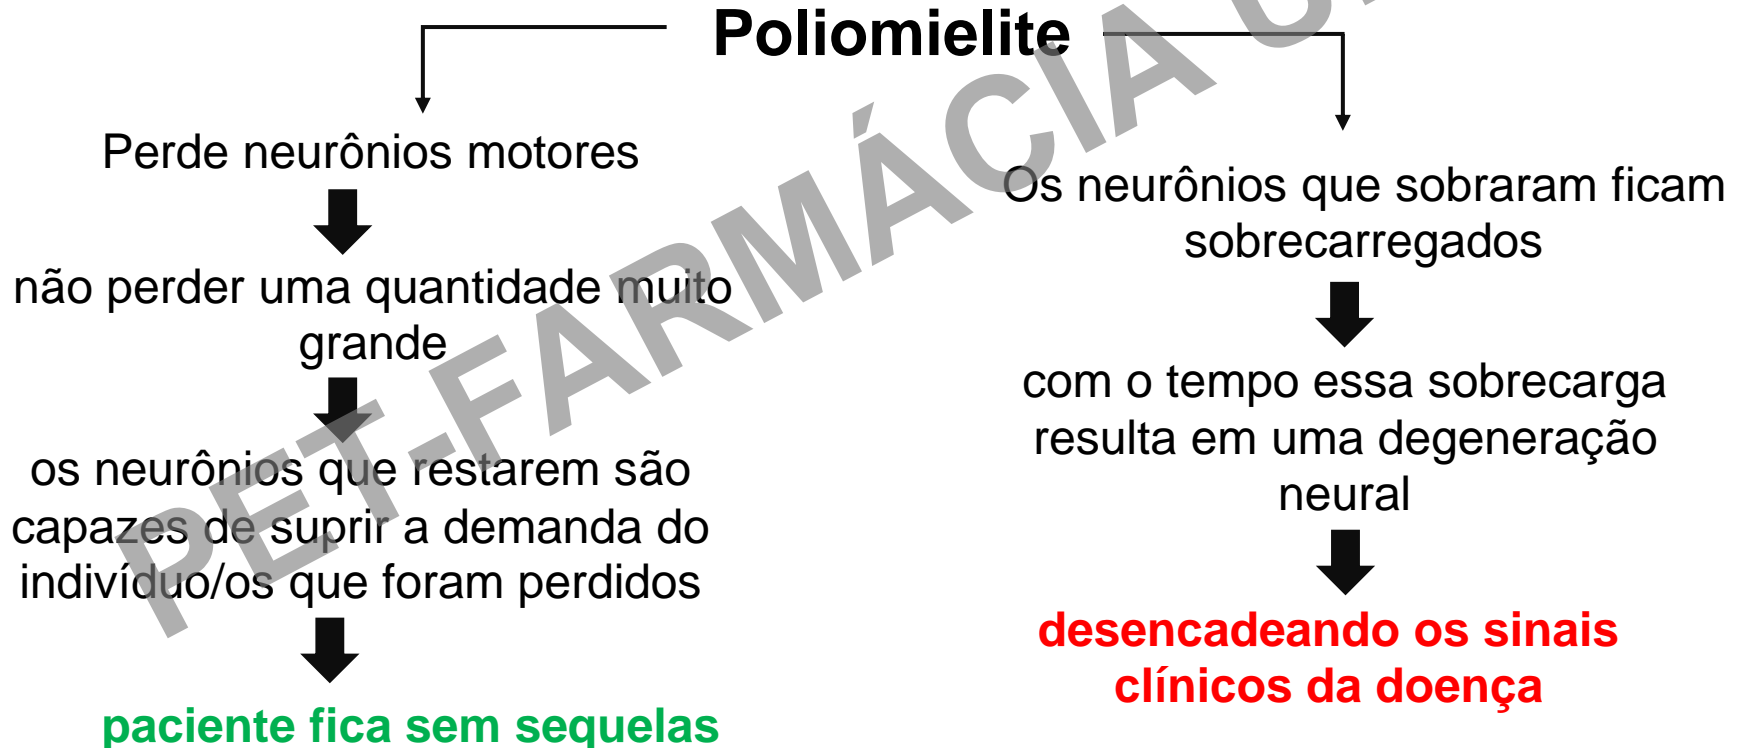 Poliomielite
Perde neurônios motores
não perder uma quantidade muito
grande
os neurônios que restarem são
capazes de suprir a demanda do
indivíduo/os que foram perdidos
paciente fica sem sequelas
Os neurônios que sobraram ficam
sobrecarregados
com o tempo essa sobrecarga
resulta em uma degeneração
neural
desencadeando os sinais
clínicos da doença
PET-FARMÁCIA